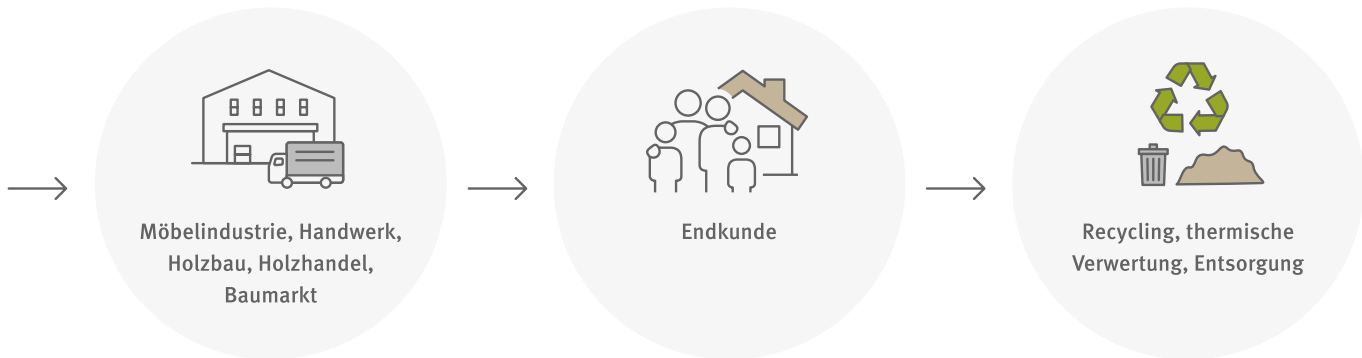 Möbelindustrie, Handwerk,
Holzbau, Holzhandel,
Baumarkt
Endkunde
Recycling, thermische
Verwertung, Entsorgung